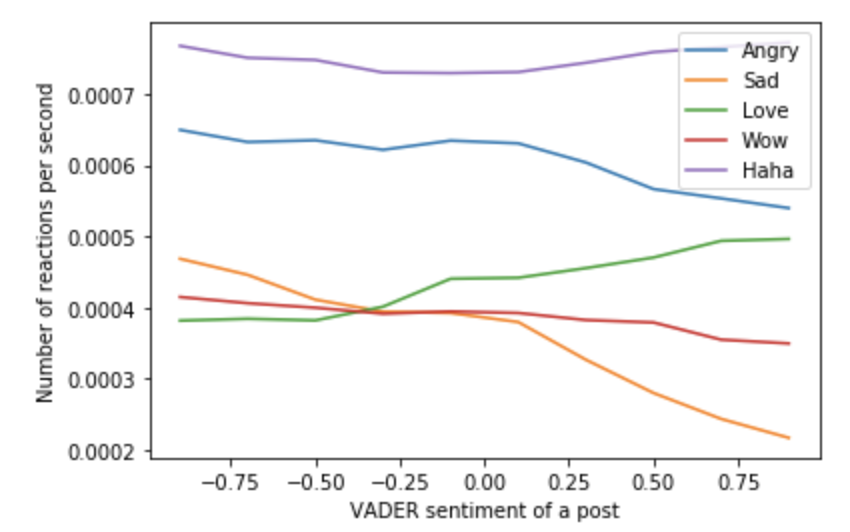 Angry
Sad
Love
Wow
Haha
0.0007
0.0006
0.0005
0.0004
0.0003
0.0002
Number of reactions per second
−0.75 −0.50 −0.25 0.00 0.25 0.50 0.75
VADER sentiment of a post